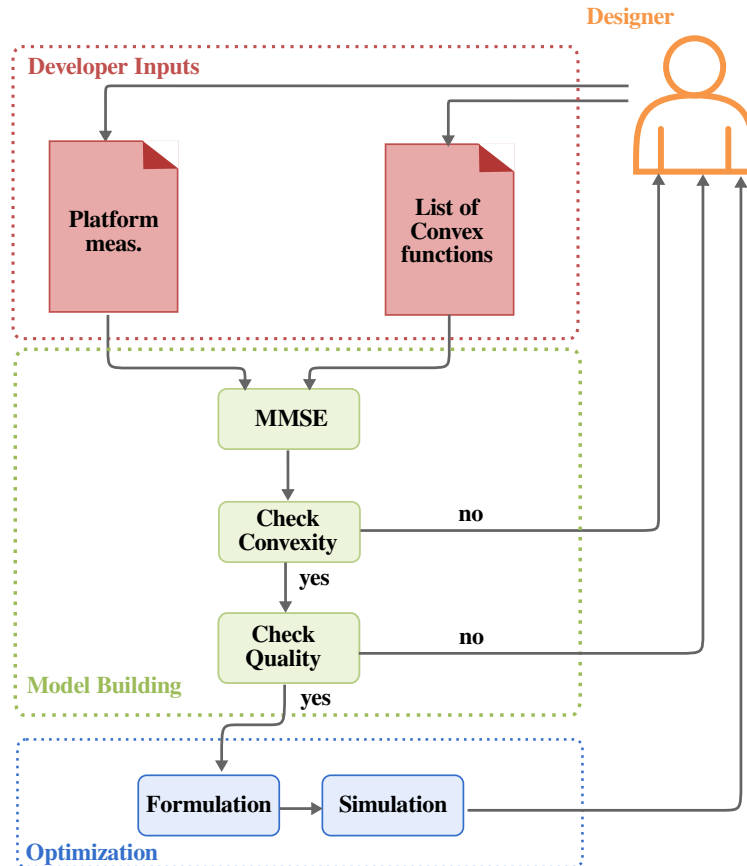 Designer
Developer Inputs
Platform
meas.
List of
Convex
functions
MMSE
Check
Convexity
no
yes
Check
Quality
no
Model Building
yes
Formulation
Simulation
Optimization